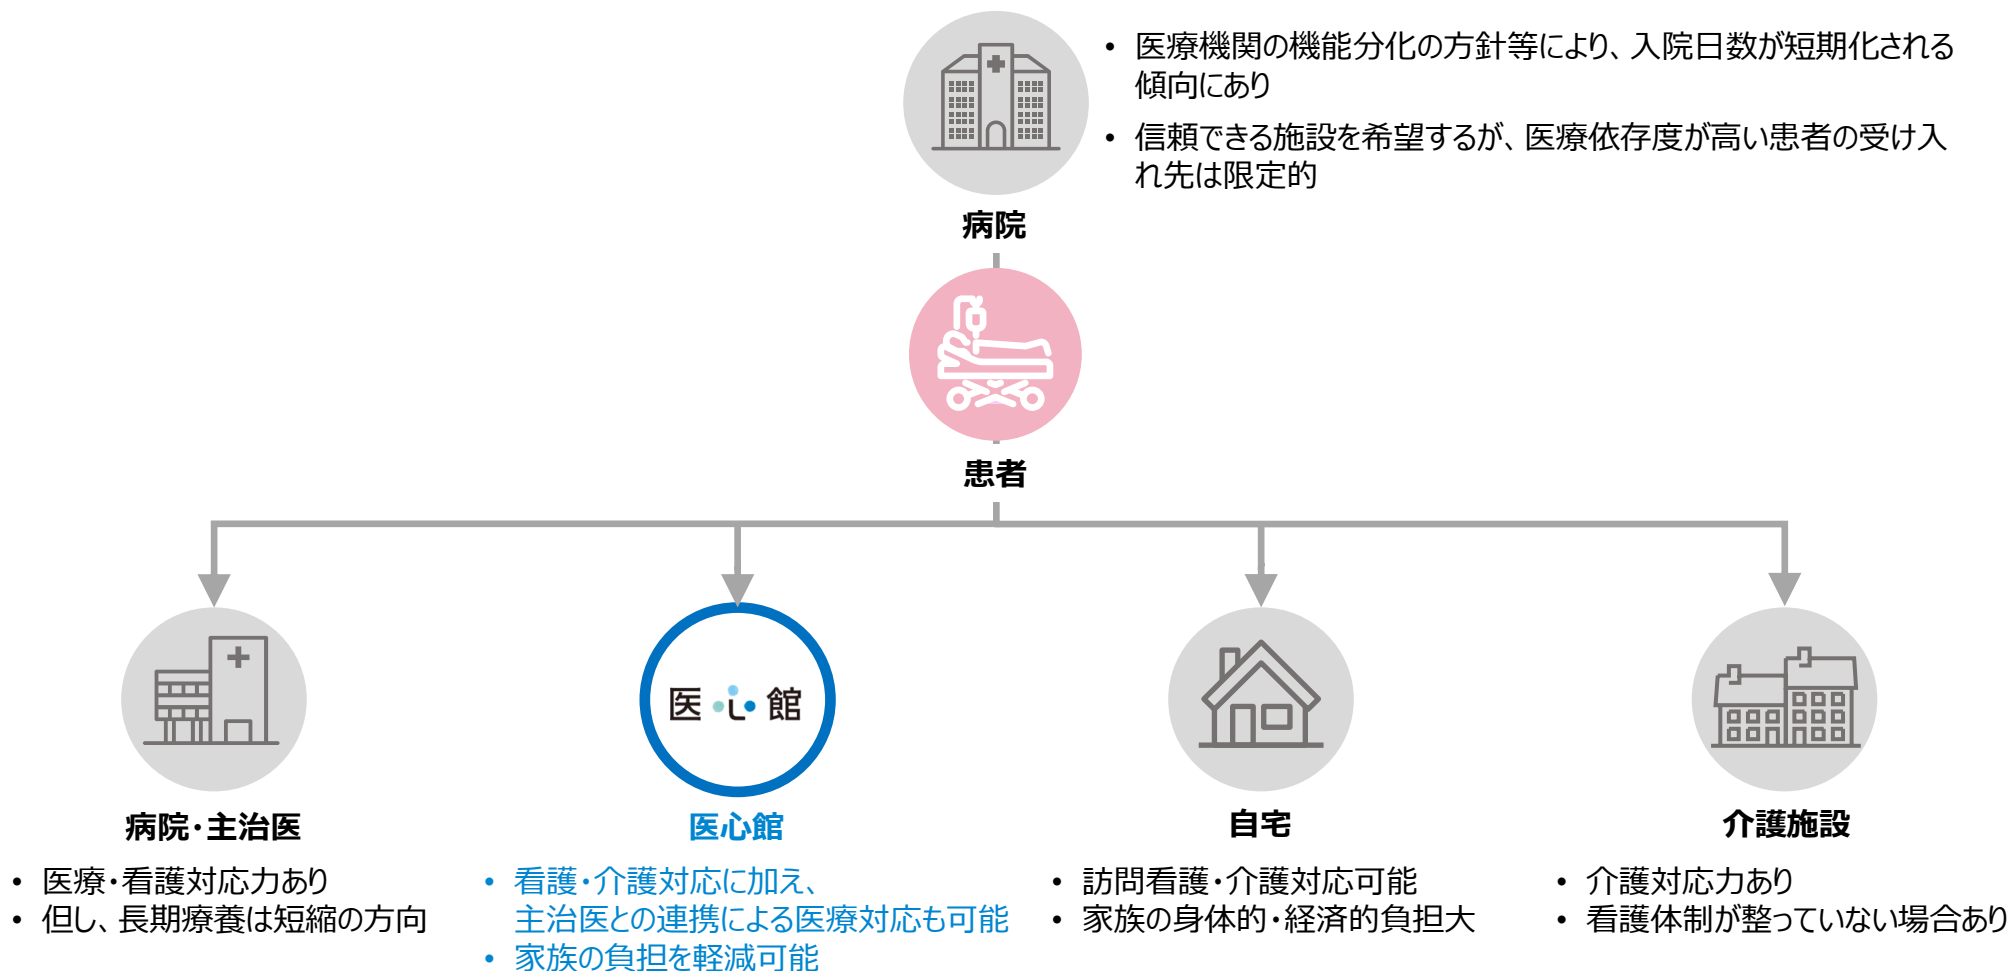 • 医療機関の機能分化の方針等により、入院日数が短期化される
傾向にあり
• 信頼できる施設を希望するが、医療依存度が高い患者の受け入
れ先は限定的
病院
患者
医心館
病院・主治医
• 医療・看護対応力あり
• 但し、長期療養は短縮の方向
医心館
• 看護・介護対応に加え、
主治医との連携による医療対応も可能
• 家族の負担を軽減可能
自宅
• 訪問看護・介護対応可能
• 家族の身体的・経済的負担大
介護施設
• 介護対応力あり
• 看護体制が整っていない場合あり